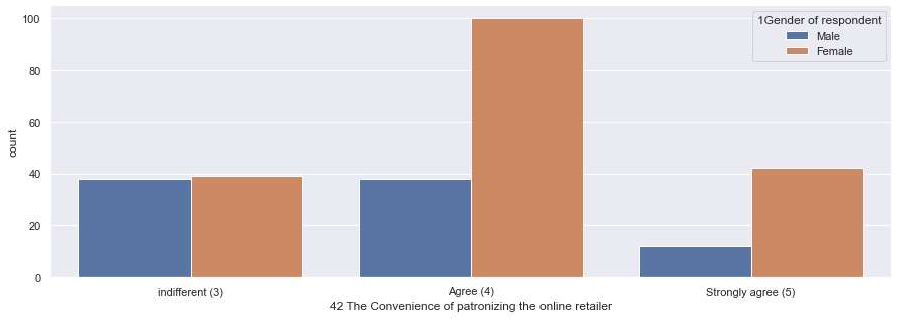 100
80
60
40
20
0
count
1Gender of respondent
Male
Female
indifferent (3)
Agree (4)
Strongly agree (5)
42 The Convenience of patronizing the online retailer